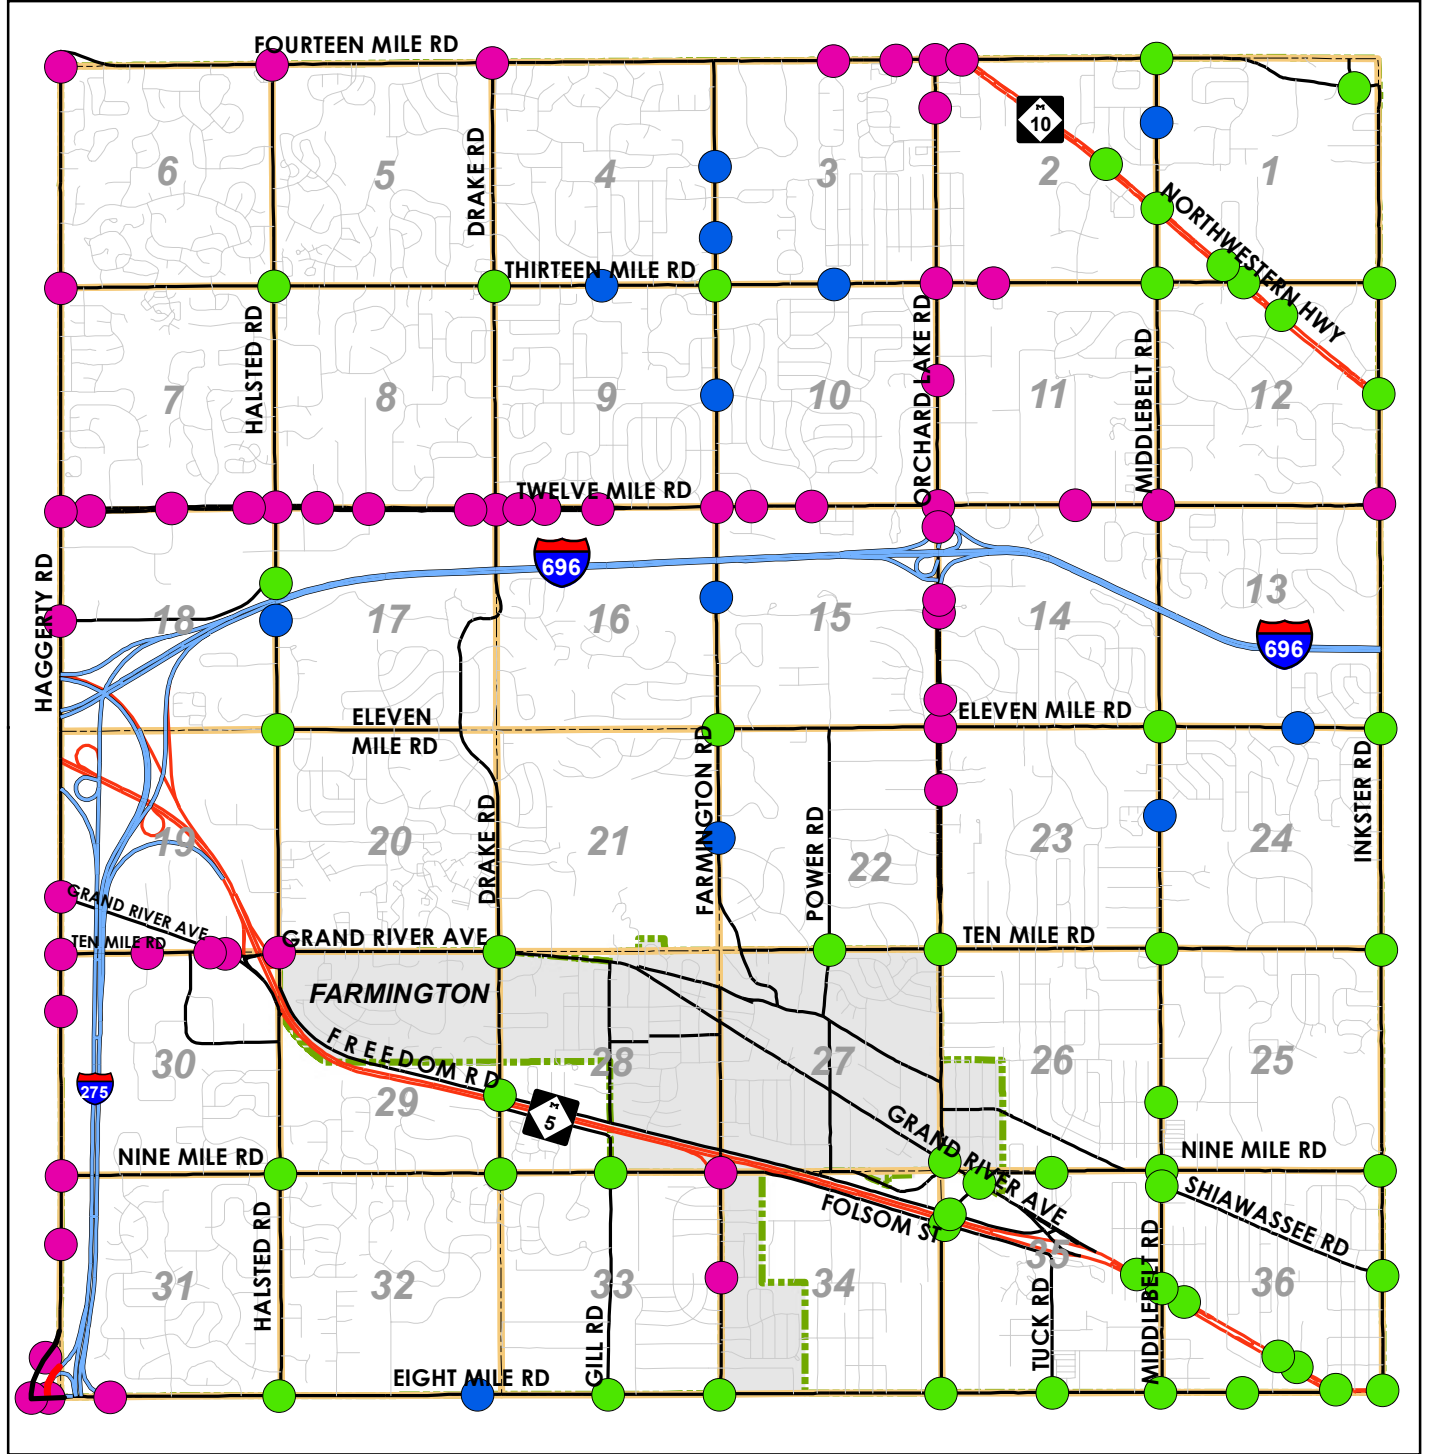 FOURTEEN MILE RD
M
10
DRAKE RD
6
5
4
3
2
1
NORTHWESTERN HWY
THIRTEEN MILE RD
HALSTED RD
ORCHARD LAKE RD
MIDDLEBELT RD
7
8
9
10
11
12
TWELVE MILE RD
HAGGERTY RD
696
18
17
16
15
14
13
696
ELEVEN
MILE RD
ELEVEN MILE RD
FARMINGTON RD
INKSTER RD
DRAKE RD
POWER RD
19
20
21
22
23
24
GRAND RIVER AVE
TEN MILE RD
GRAND RIVER AVE
TEN MILE RD
FARMINGTON
FREEDOM RD
275
30
29
28
27
26
25
M
5
GRAND RIVER AVE
NINE MILE RD
NINE MILE RD
SHIAWASSEE RD
FOLSOM ST
HALSTED RD
GILL RD
TUCK RD
MIDDLEBELT RD
31
32
33
34
35
36
EIGHT MILE RD